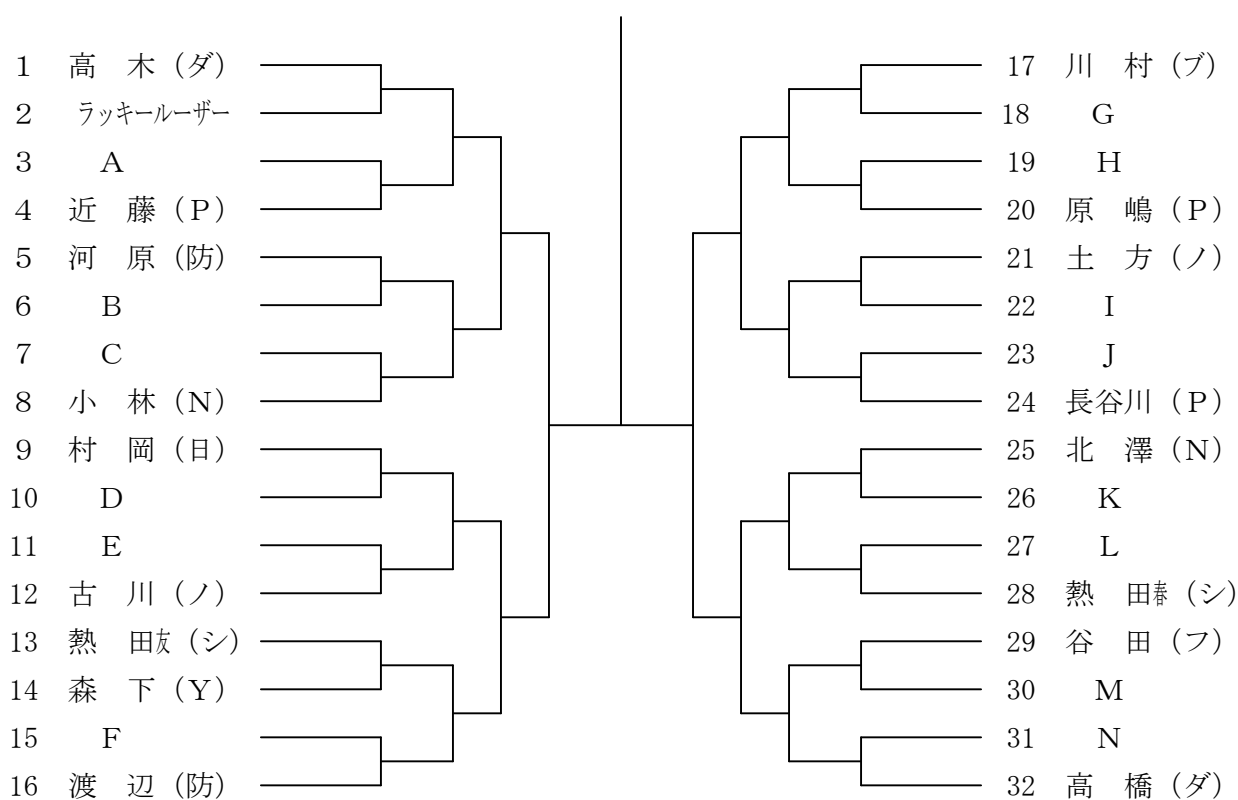 1 高 木（ダ）
2 ラッキールーザー
3 A
4 近 藤（P）
5 河 原（防）
6 B
7 C
8 小 林（N）
9 村 岡（日）
10 D
11 E
12 古 川（ノ）
13 熱 田友（シ）
14 森 下（Y）
15 F
16 渡 辺（防）
17 川 村（ブ）
18 G
19 H
20 原 嶋（P）
21 土 方（ノ）
22 I
23 J
24 長谷川（P）
25 北 澤（N）
26 K
27 L
28 熱 田春（シ）
29 谷 田（フ）
30 M
31 N
32 高 橋（ダ）